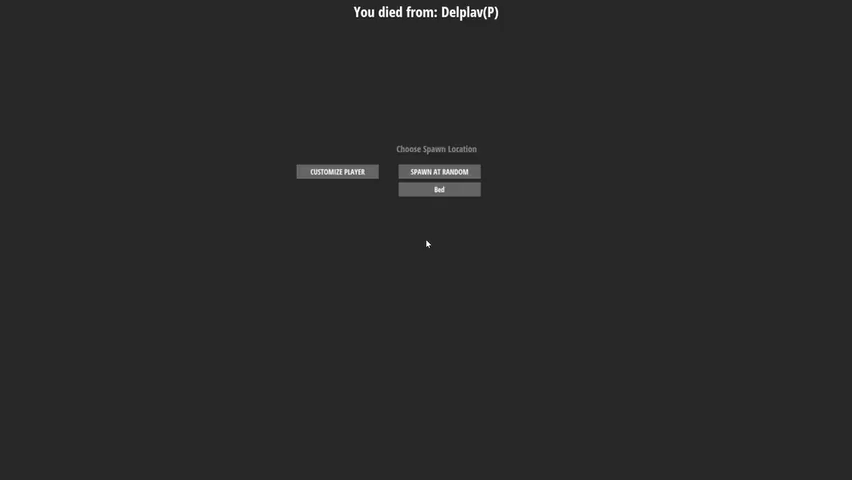 You died from: Delplav(P)
Choose Spawn Location
CUSTOMIZE PLAYER
SPAWN AT RANDOM
Bed